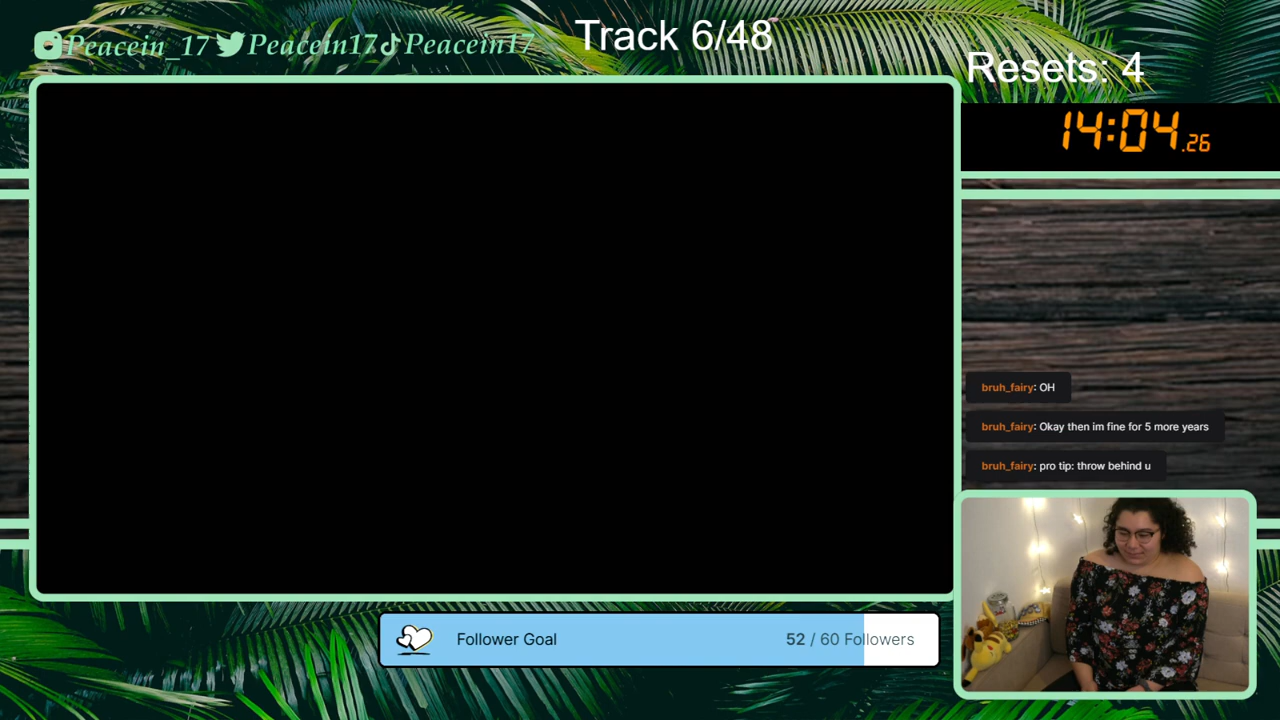 Peacein_17 Peacein17 Peacein17
Track 6/48
Resets: 4
14:04.26
bruh_fairy: OH
bruh_fairy: Okay then im fine for 5 more years
bruh_fairy: pro tip: throw behind u
Follower Goal 52 / 60 Followers